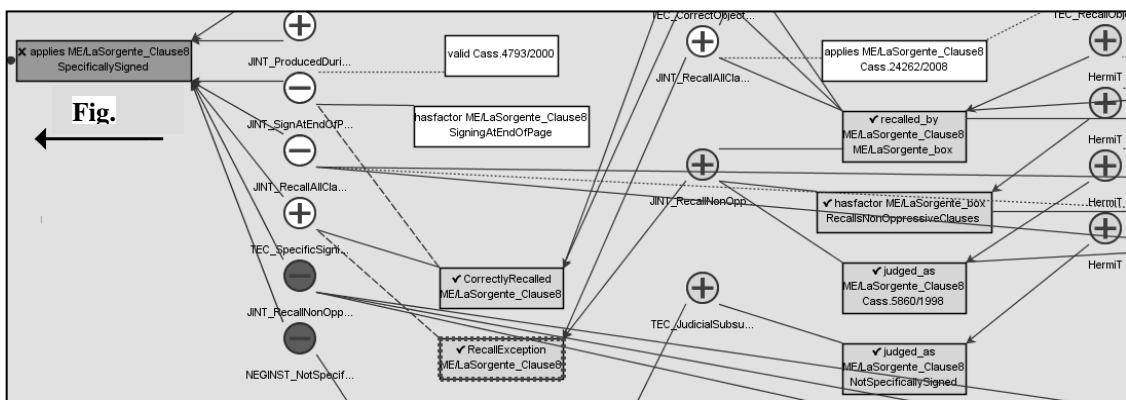 ✘ applies ME/LaSorgente_Clause8
SpecificallySigned
Fig.
JINT_ProducedDuri...
JINT_SignAtEndOfP...
JINT_RecallAllCla...
TEC_SpecificSigni...
JINT_RecallNonOpp...
NEGINST_NotSpecif...
valid Cass.4793/2000
hasfactor ME/LaSorgente_Clause8
SigningAtEndOfPage
✔ CorrectlyRecalled
ME/LaSorgente_Clause8
✔ RecallException
ME/LaSorgente_Clause8
TEC_CorrectObject...
JINT_RecallAllCla...
JINT_RecallNonOpp...
TEC_JudicialSubsu...
applies ME/LaSorgente_Clause8
Cass.24262/2008
✔ recalled_by
ME/LaSorgente_Clause8
ME/LaSorgente_box
✔ hasfactor ME/LaSorgente_box
RecallsNonOppressiveClauses
✔ judged_as
ME/LaSorgente_Clause8
Cass.5860/1998
✔ judged_as
ME/LaSorgente_Clause8
NotSpecificallySigned
TEC_RecallObje
HermiT
HermiT
HermiT
HermiT